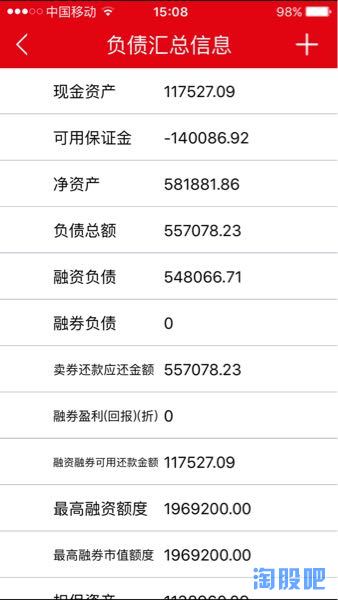 中国移动 15:08 98%
负债汇总信息
现金资产 117527.09
可用保证金 -140086.92
净资产 581881.86
负债总额 557078.23
融资负债 548066.71
融券负债 0
卖券还款应还金额 557078.23
融券盈利(回报)(折) 0
融资融券可用还款金额 117527.09
最高融资额度 1969200.00
最高融券市值额度 1969200.00
淘股吧